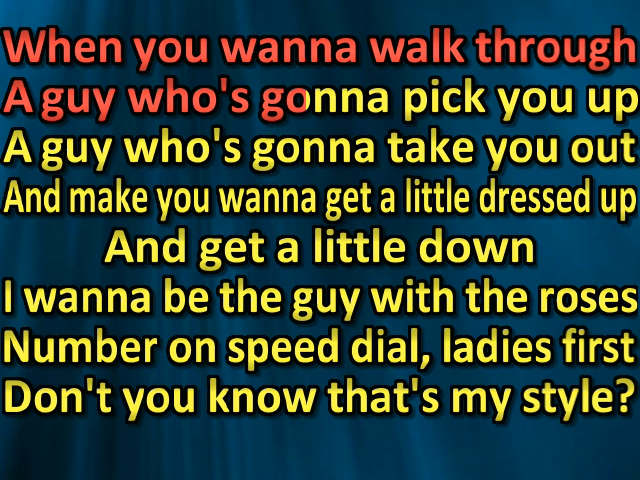 When you wanna walk through
A guy who's gonna pick you up
A guy who's gonna take you out
And make you wanna get a little dressed up
And get a little down
I wanna be the guy with the roses
Number on speed dial, ladies first
Don't you know that's my style?